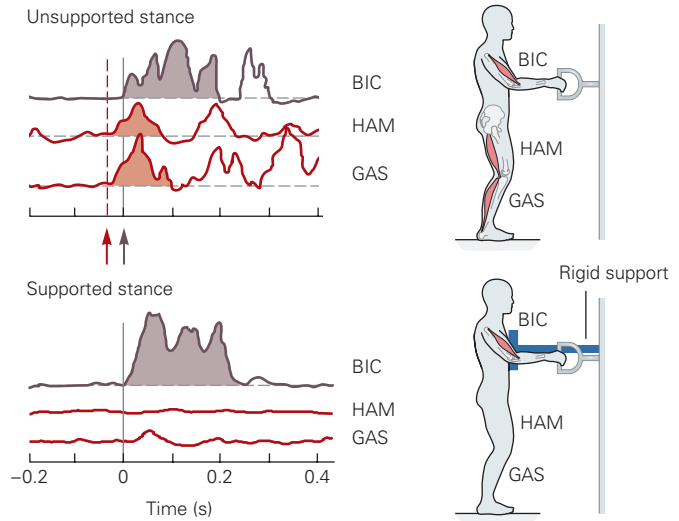 Unsupported stance
BIC
HAM
GAS
BIC
HAM
GAS
Supported stance
BIC
HAM
GAS
−0.2 0 0.2 0.4
Time (s)
Rigid support
BIC
HAM
GAS